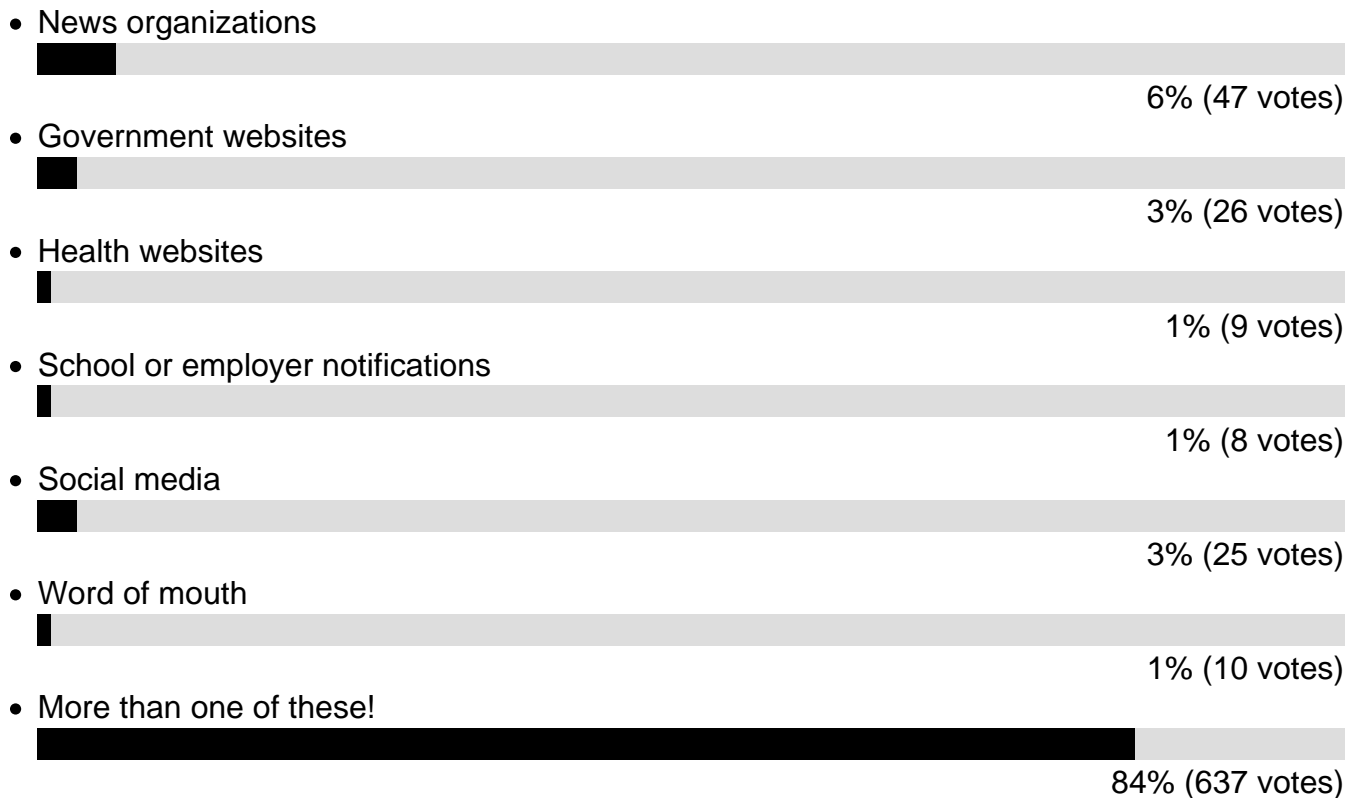 News organizations
6% (47 votes)
Government websites
3% (26 votes)
Health websites
1% (9 votes)
School or employer notifications
1% (8 votes)
Social media
3% (25 votes)
Word of mouth
1% (10 votes)
More than one of these!
84% (637 votes)